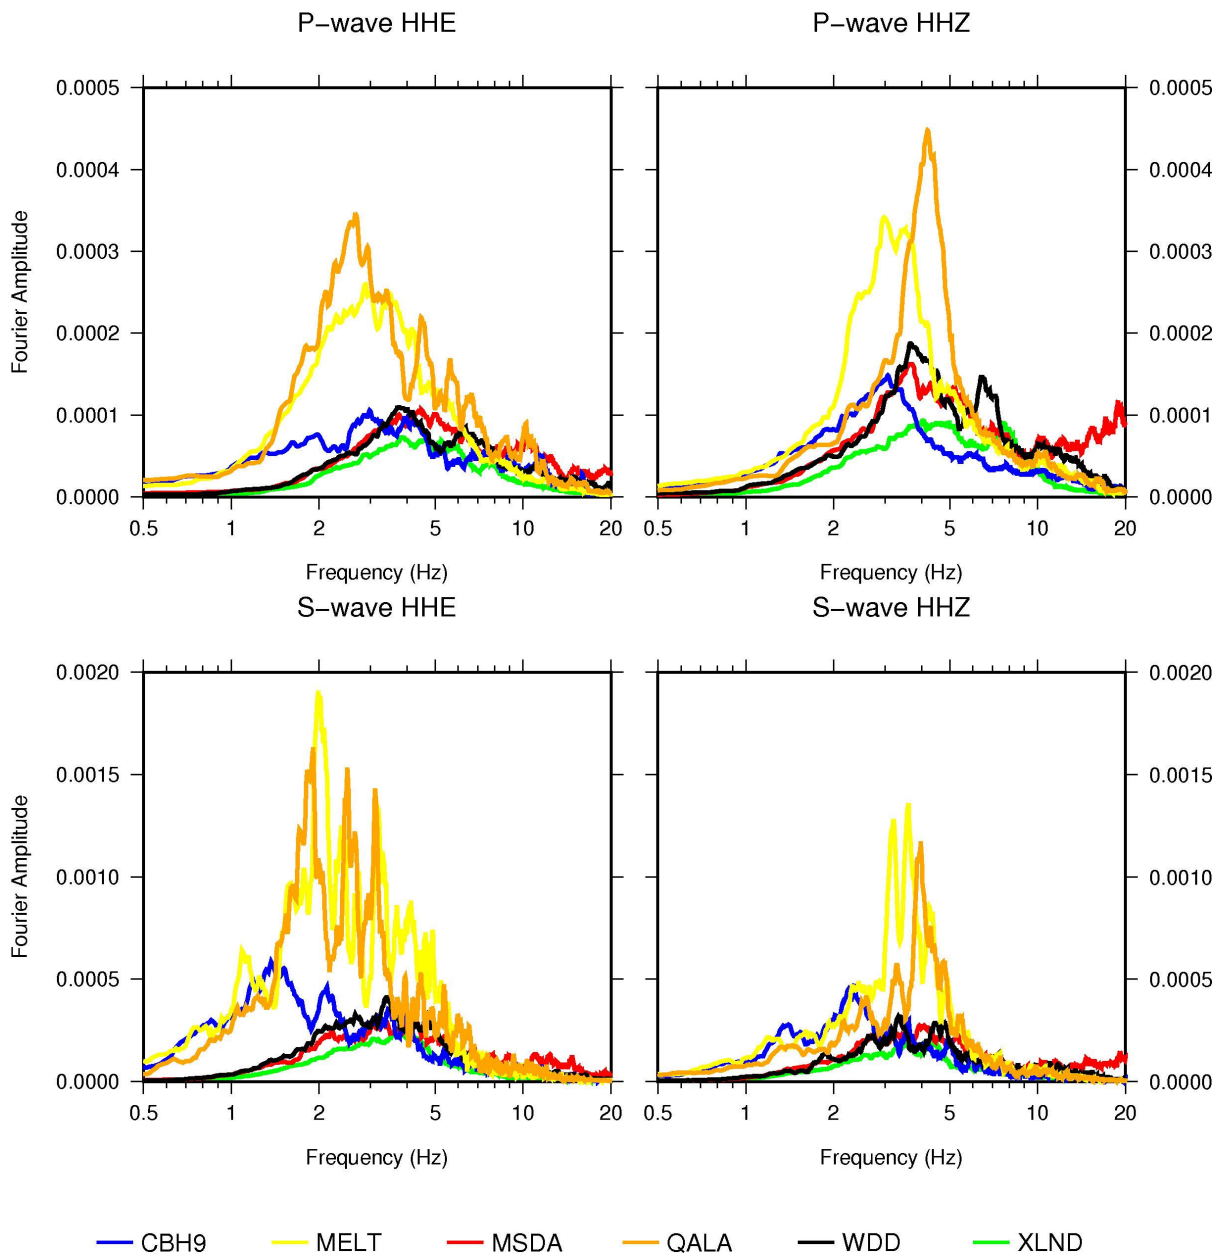 P−wave HHE
P−wave HHZ
0.0005
0.0004
0.0003
0.0002
0.0001
0.0000
Fourier Amplitude
0.5 1 2 5 10 20
Frequency (Hz)
0.0005
0.0004
0.0003
0.0002
0.0001
0.0000
0.5 1 2 5 10 20
Frequency (Hz)
S−wave HHE
S−wave HHZ
0.0020
0.0015
0.0010
0.0005
0.0000
Fourier Amplitude
0.5 1 2 5 10 20
Frequency (Hz)
0.0020
0.0015
0.0010
0.0005
0.0000
0.5 1 2 5 10 20
Frequency (Hz)
CBH9 MELT MSDA QALA WDD XLND